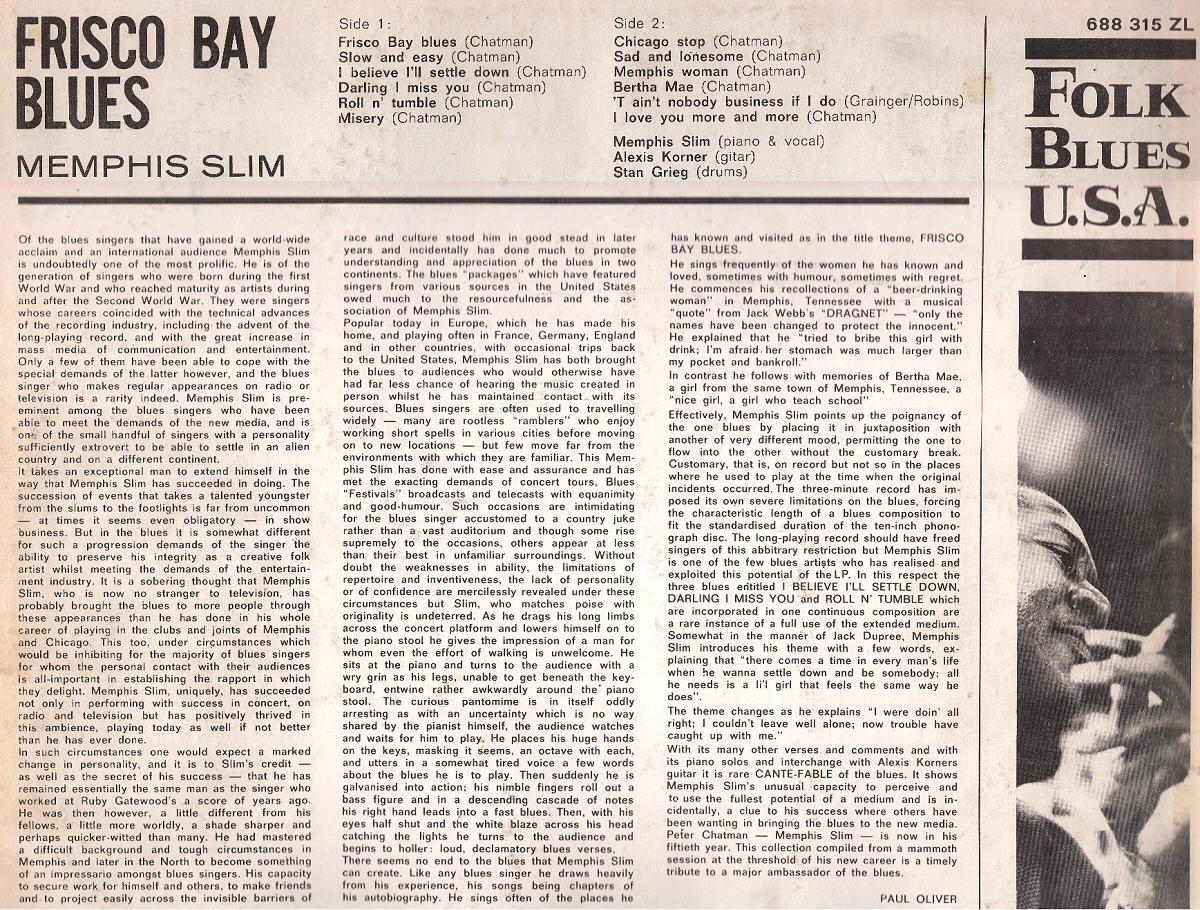 FRISCO BAY
BLUES
MEMPHIS SLIM
Side 1:
Frisco Bay blues (Chatman)
Slow and easy (Chatman)
I believe I'll settle down (Chatman)
Darling I miss you (Chatman)
Roll n' tumble (Chatman)
Misery (Chatman)
Side 2:
Chicago stop (Chatman)
Sad and lonesome (Chatman)
Memphis woman (Chatman)
Bertha Mae (Chatman)
'T ain't nobody business if I do (Grainger/Robins)
I love you more and more (Chatman)
Memphis Slim (piano & vocal)
Alexis Korner (gitar)
Stan Grieg (drums)
688 315 ZL
FOLK
BLUES
U.S.A.
Of the blues singers that have gained a world-wide
acclaim and an international audience Memphis Slim
is undoubtedly one of the most prolific. He is of the
generation of singers who were born during the first
World War and who reached maturity as artists during
and after the Second World War. They were singers
whose careers coincided with the technical advances
of the recording industry, including the advent of the
long-playing record, and with the great increase in
mass media of communication and entertainment.
Only a few of them have been able to cope with the
special demands of the latter however, and the blues
singer who makes regular appearances on radio or
television is a rarity indeed. Memphis Slim is pre-
eminent among the blues singers who have been
able to meet the demands of the new media, and is
one of the small handful of singers with a personality
sufficiently extrovert to be able to settle in an alien
country and on a different continent.
It takes an exceptional man to extend himself in the
way that Memphis Slim has succeeded in doing. The
succession of events that takes a talented youngster
from the slums to the footlights is far from uncommon
— at times it seems even obligatory — in show
business. But in the blues it is somewhat different
for such a progression demands of the singer the
ability to preserve his integrity as a creative folk
artist whilst meeting the demands of the entertain-
ment industry. It is a sobering thought that Memphis
Slim, who is now no stranger to television, has
probably brought the blues to more people through
these appearances than he has done in his whole
career of playing in the clubs and joints of Memphis
and Chicago. This too, under circumstances which
would be inhibiting for the majority of blues singers
for whom the personal contact with their audiences
is all-important in establishing the rapport in which
they delight. Memphis Slim, uniquely, has succeeded
not only in performing with success in concert, on
radio and television but has positively thrived in
this ambience, playing today as well if not better
than he has ever done.
In such circumstances one would expect a marked
change in personality, and it is to Slim's credit —
as well as the secret of his success — that he has
remained essentially the same man as the singer who
worked at Ruby Gatewood's a score of years ago.
He was then however, a little different from his
fellows, a little more worldly, a shade sharper and
perhaps quicker-witted than many. He had mastered
a difficult background and tough circumstances in
Memphis and later in the North to become something
of an impressario amongst blues singers. His capacity
to secure work for himself and others, to make friends
and to project easily across the invisible barriers of
race and culture stood him in good stead in later
years and incidentally has done much to promote
understanding and appreciation of the blues in two
continents. The blues "packages" which have featured
singers from various sources in the United States
owed much to the resourcefulness and the as-
sociation of Memphis Slim.
Popular today in Europe, which he has made his
home, and playing often in France, Germany, England
and in other countries, with occasional trips back
to the United States, Memphis Slim has both brought
the blues to audiences who would otherwise have
had far less chance of hearing the music created in
person whilst he has maintained contact with its
sources. Blues singers are often used to travelling
widely — many are rootless "ramblers" who enjoy
working short spells in various cities before moving
on to new locations — but few move far from the
environments with which they are familiar. This Mem-
phis Slim has done with ease and assurance and has
met the exacting demands of concert tours, Blues
"Festivals" broadcasts and telecasts with equanimity
and good-humour. Such occasions are intimidating
for the blues singer accustomed to a country juke
rather than a vast auditorium and though some rise
supremely to the occasions, others appear at less
than their best in unfamiliar surroundings. Without
doubt the weaknesses in ability, the limitations of
repertoire and inventiveness, the lack of personality
or of confidence are mercilessly revealed under these
circumstances but Slim, who matches poise with
originality is undeterred. As he drags his long limbs
across the concert platform and lowers himself on to
the piano stool he gives the impression of a man for
whom even the effort of walking is unwelcome. He
sits at the piano and turns to the audience with a
wry grin as his legs, unable to get beneath the key-
board, entwine rather awkwardly around the piano
stool. The curious pantomime is in itself oddly
arresting as with an uncertainty which is no way
shared by the pianist himself, the audience watches
and waits for him to play. He places his huge hands
on the keys, masking it seems, an octave with each,
and utters in a somewhat tired voice a few words
about the blues he is to play. Then suddenly he is
galvanised into action; his nimble fingers roll out a
bass figure and in a descending cascade of notes
his right hand leads into a fast blues. Then, with his
eyes half shut and the white blaze across his head
catching the lights he turns to the audience and
begins to holler: loud, declamatory blues verses.
There seems no end to the blues that Memphis Slim
can create. Like any blues singer he draws heavily
from his experience, his songs being chapters of
his autobiography. He sings often of the places he
has known and visited as in the title theme, FRISCO
BAY BLUES.
He sings frequently of the women he has known and
loved, sometimes with humour, sometimes with regret.
He commences his recollections of a "beer-drinking
woman" in Memphis, Tennessee with a musical
"quote" from Jack Webb's "DRAGNET" — "only the
names have been changed to protect the innocent."
He explained that he "tried to bribe this girl with
drink; I'm afraid her stomach was much larger than
my pocket and bankroll."
In contrast he follows with memories of Bertha Mae,
a girl from the same town of Memphis, Tennessee, a
"nice girl, a girl who teach school"
Effectively, Memphis Slim points up the poignancy of
the one blues by placing it in juxtaposition with
another of very different mood, permitting the one to
flow into the other without the customary break.
Customary, that is, on record but not so in the places
where he used to play at the time when the original
incidents occurred. The three-minute record has im-
posed its own severe limitations on the blues, forcing
the characteristic length of a blues composition to
fit the standardised duration of the ten-inch phono-
graph disc. The long-playing record should have freed
singers of this abbitrary restriction but Memphis Slim
is one of the few blues artists who has realised and
exploited this potential of the LP. In this respect the
three blues entitled I BELIEVE I'LL SETTLE DOWN,
DARLING I MISS YOU and ROLL N' TUMBLE which
are incorporated in one continuous composition are
a rare instance of a full use of the extended medium.
Somewhat in the manner of Jack Dupree, Memphis
Slim introduces his theme with a few words, ex-
plaining that "there comes a time in every man's life
when he wanna settle down and be somebody; all
he needs is a li'l girl that feels the same way be
does".
The theme changes as he explains "I were doin' all
right; I couldn't leave well alone; now trouble have
caught up with me."
With its many other verses and comments and with
its piano solos and interchange with Alexis Korners
guitar it is rare CANTE-FABLE of the blues. It shows
Memphis Slim's unusual capacity to perceive and
to use the fullest potential of a medium and is in-
cidentally, a clue to his success where others have
been wanting in bringing the blues to the new media.
Peter Chatman — Memphis Slim — is now in his
fiftieth year. This collection compiled from a mammoth
session at the threshold of his new career is a timely
tribute to a major ambassador of the blues.
PAUL OLIVER